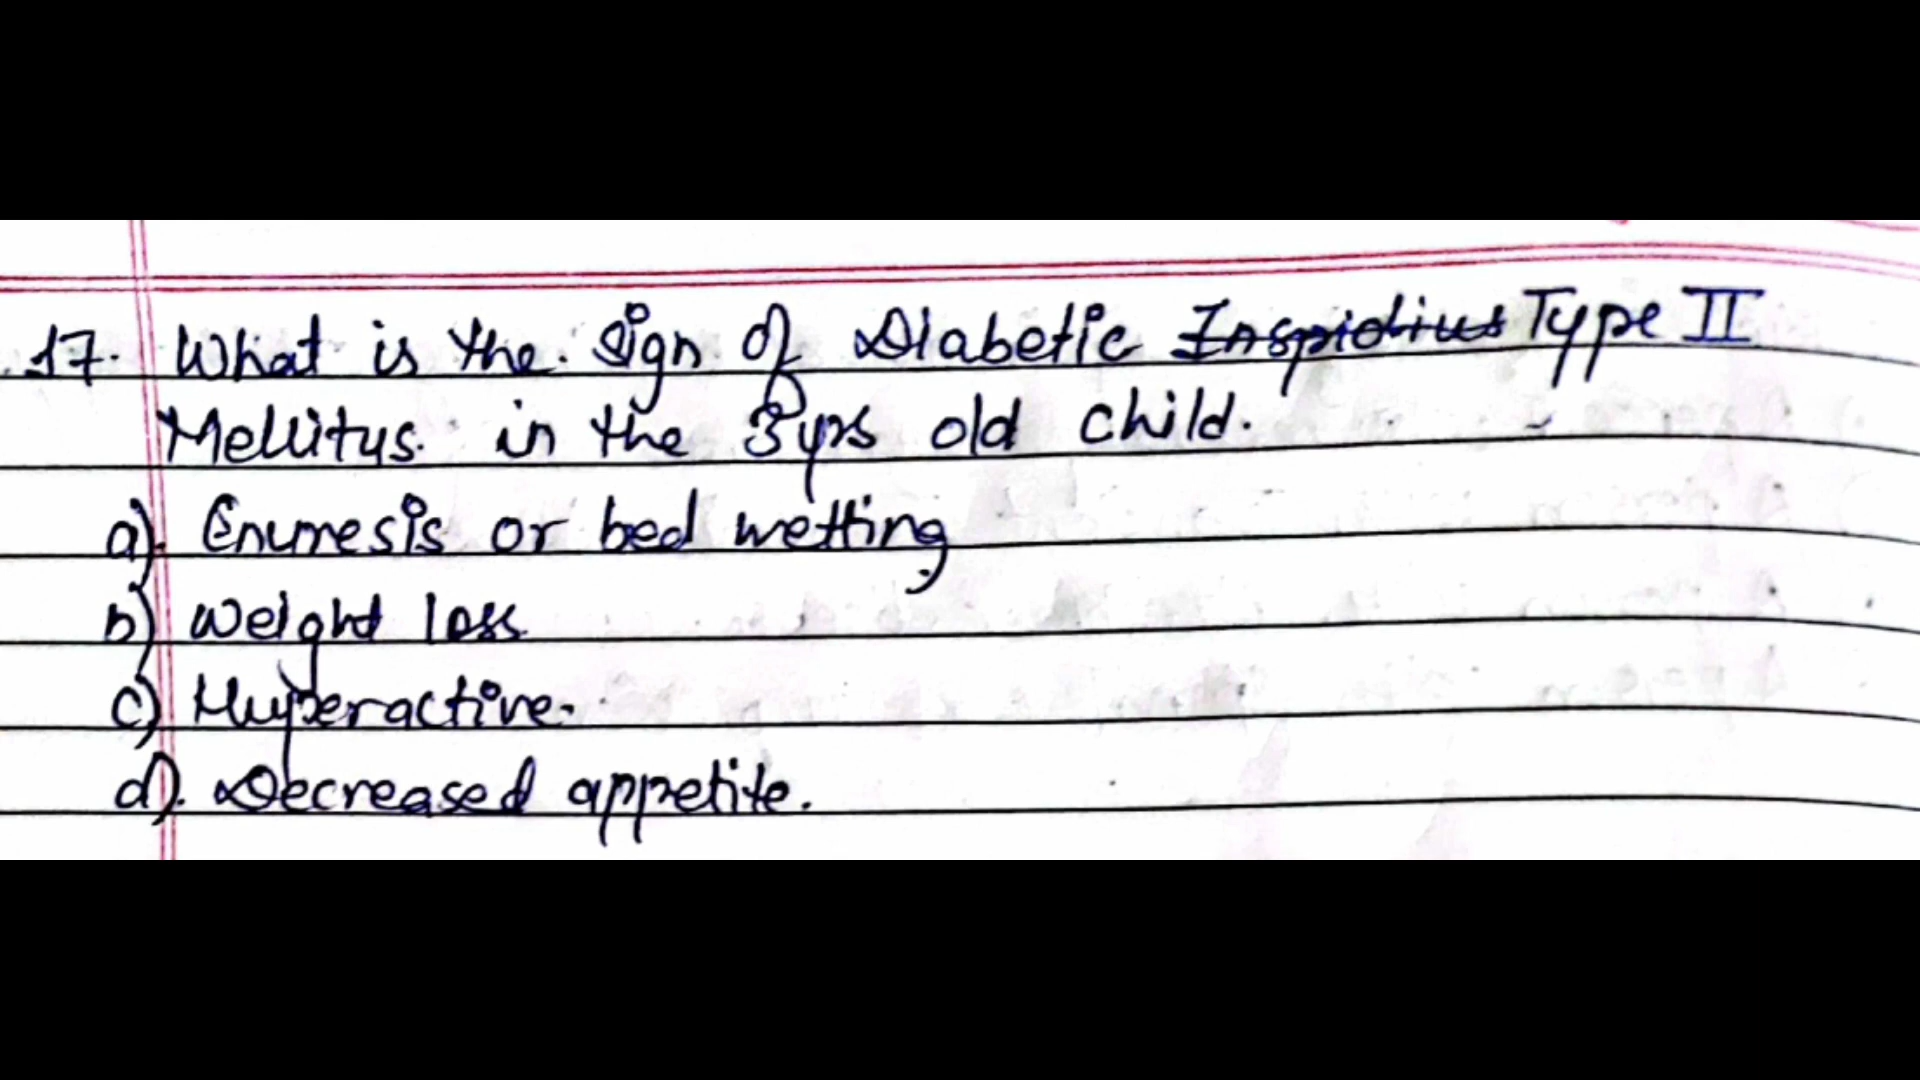 17. What is the sign of Diabetic Inspidius Type II
Mellitus in the 3yrs old child.
a) Enuresis or bed wetting
b) Weight loss
c) Hyperactive.
d). Decreased appetite.